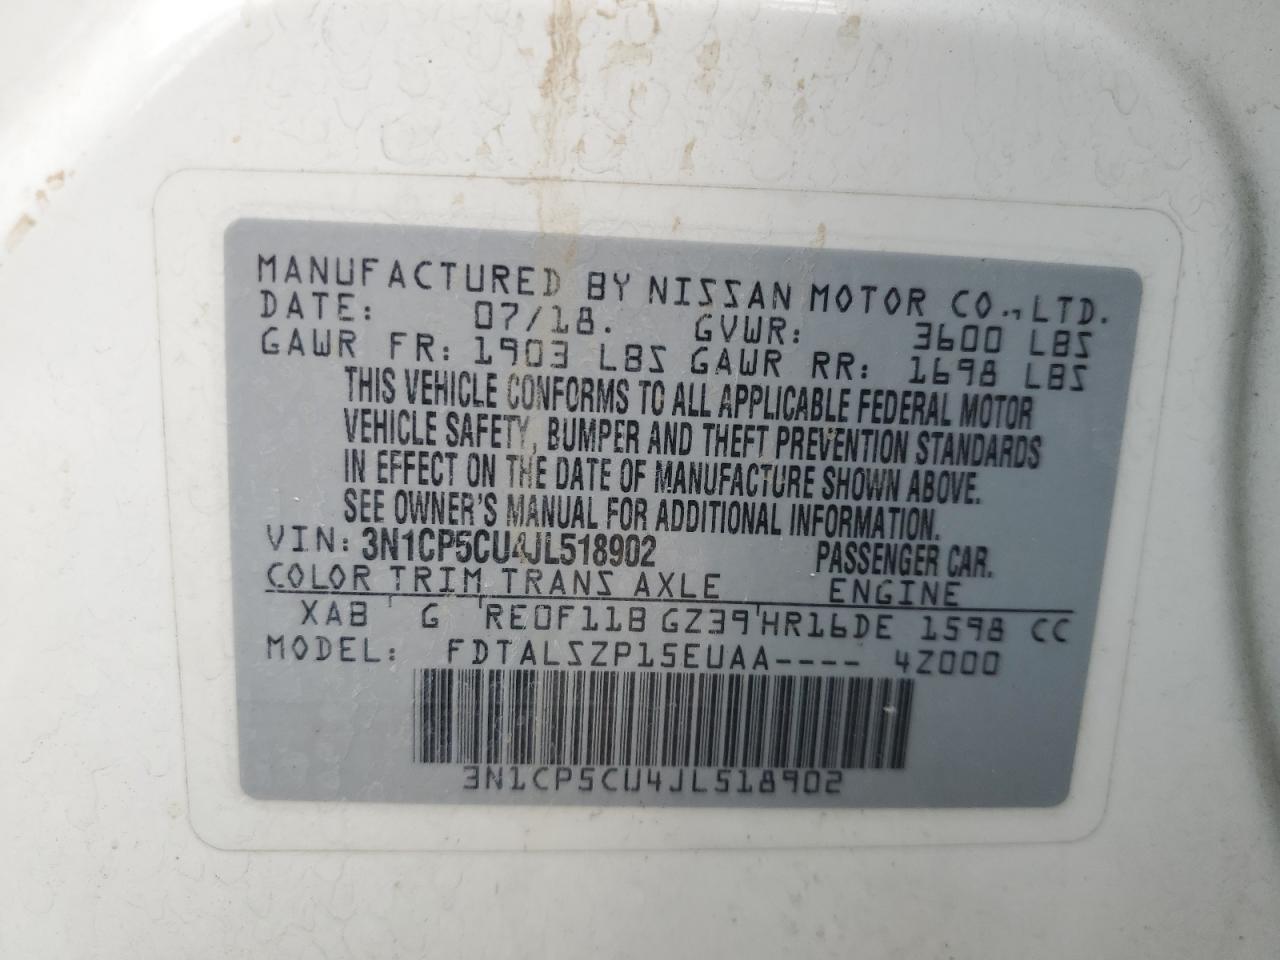 MANUFACTURED BY NISSAN MOTOR CO., LTD.
DATE: 07/18. GVWR: 3600 LBS
GAWR FR: 1903 LBS GAWR RR: 1698 LBS
THIS VEHICLE CONFORMS TO ALL APPLICABLE FEDERAL MOTOR
VEHICLE SAFETY, BUMPER AND THEFT PREVENTION STANDARDS
IN EFFECT ON THE DATE OF MANUFACTURE SHOWN ABOVE.
SEE OWNER'S MANUAL FOR ADDITIONAL INFORMATION.
VIN: 3N1CP5CU4JL518902 PASSENGER CAR.
COLOR TRIM TRANS AXLE ENGINE
XAB G RE0F11B GZ39 HR16DE 1598 CC
MODEL: FDTALSZP15EUAA---- 4Z000
3N1CP5CU4JL518902